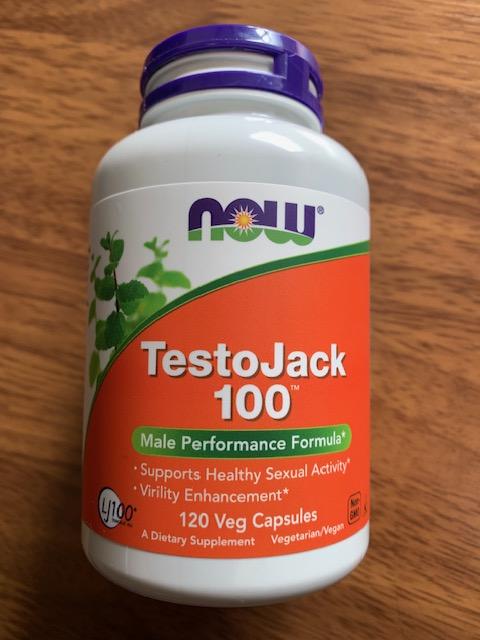 now®
TestoJack
100™
Male Performance Formula*
• Supports Healthy Sexual Activity*
• Virility Enhancement*
120 Veg Capsules
A Dietary Supplement
Vegetarian/Vegan
LJ100®
Non-
GMO